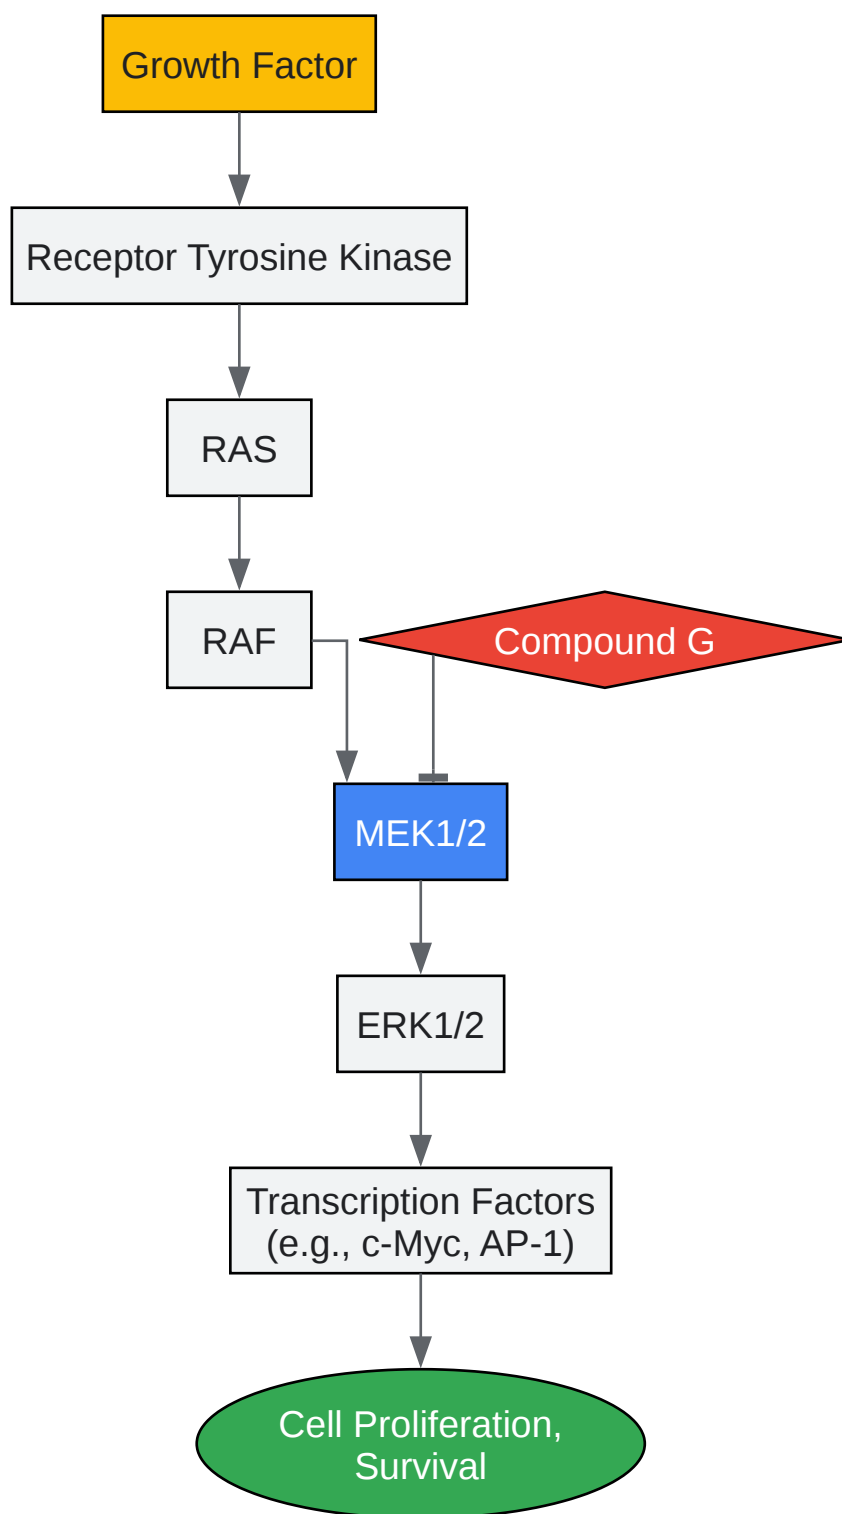 Growth Factor
Receptor Tyrosine Kinase
RAS
RAF
Compound G
MEK1/2
ERK1/2
Transcription Factors
(e.g., c-Myc, AP-1)
Cell Proliferation,
Survival